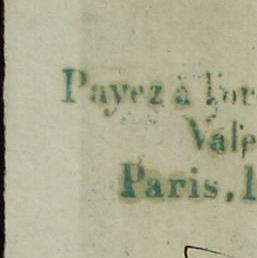 Payez à l'or
Vale
Paris, 1